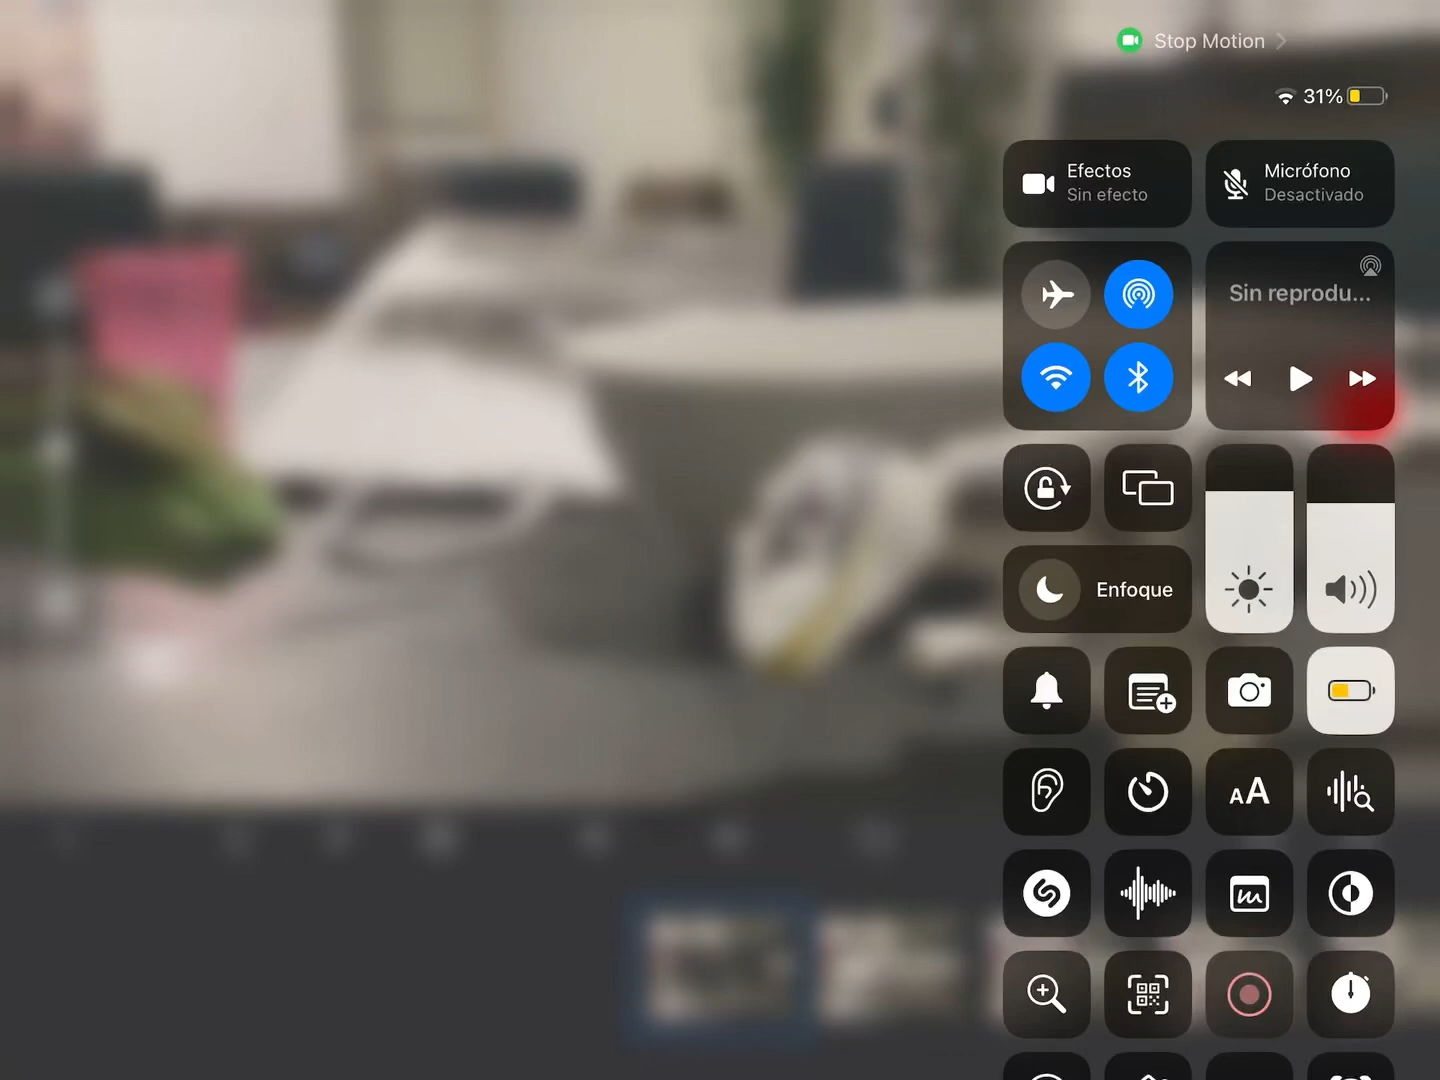 Stop Motion
31%
Efectos
Sin efecto
Micrófono
Desactivado
Sin reprodu...
Enfoque
AA